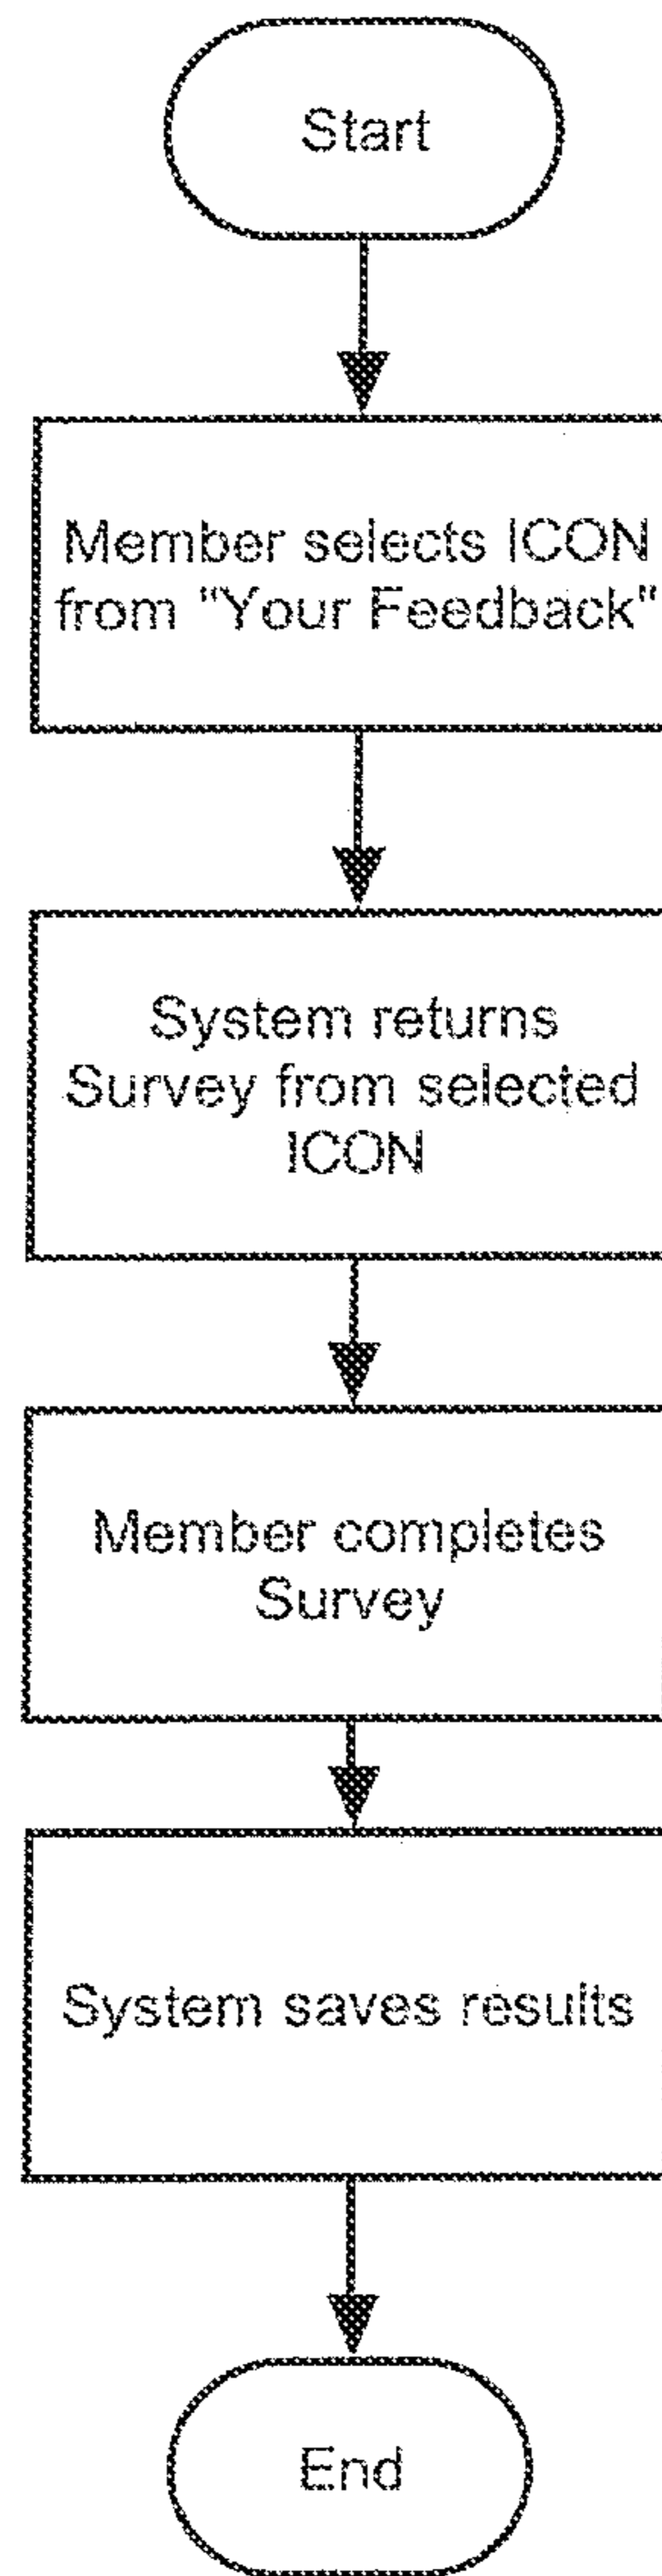 Start
Member selects ICON
from "Your Feedback"
System returns
Survey from selected
ICON
Member completes
Survey
System saves results
End